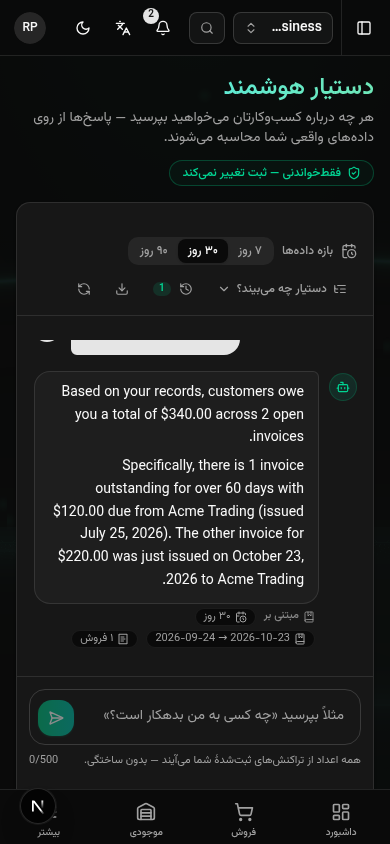 RP
2
...siness
دستیار هوشمند
هر چه درباره کسب‌وکارتان می‌خواهید بپرسید — پاسخ‌ها از روی
داده‌های واقعی شما محاسبه می‌شوند.
فقط‌خواندنی — ثبت تغییر نمی‌کند
بازه داده‌ها ۷ روز ۳۰ روز ۹۰ روز
دستیار چه می‌بیند؟ 1
Based on your records, customers owe
you a total of $340.00 across 2 open
invoices.
Specifically, there is 1 invoice
outstanding for over 60 days with
$120.00 due from Acme Trading (issued
July 25, 2026). The other invoice for
$220.00 was just issued on October 23,
2026 to Acme Trading.
مبتنی بر ۳۰ روز
2026-09-24 → 2026-10-23 ۱ فروش
مثلاً بپرسید «چه کسی به من بدهکار است؟»
همه اعداد از تراکنش‌های ثبت‌شدهٔ شما می‌آیند — بدون ساختگی. 0/500
داشبورد فروش موجودی بیشتر
N